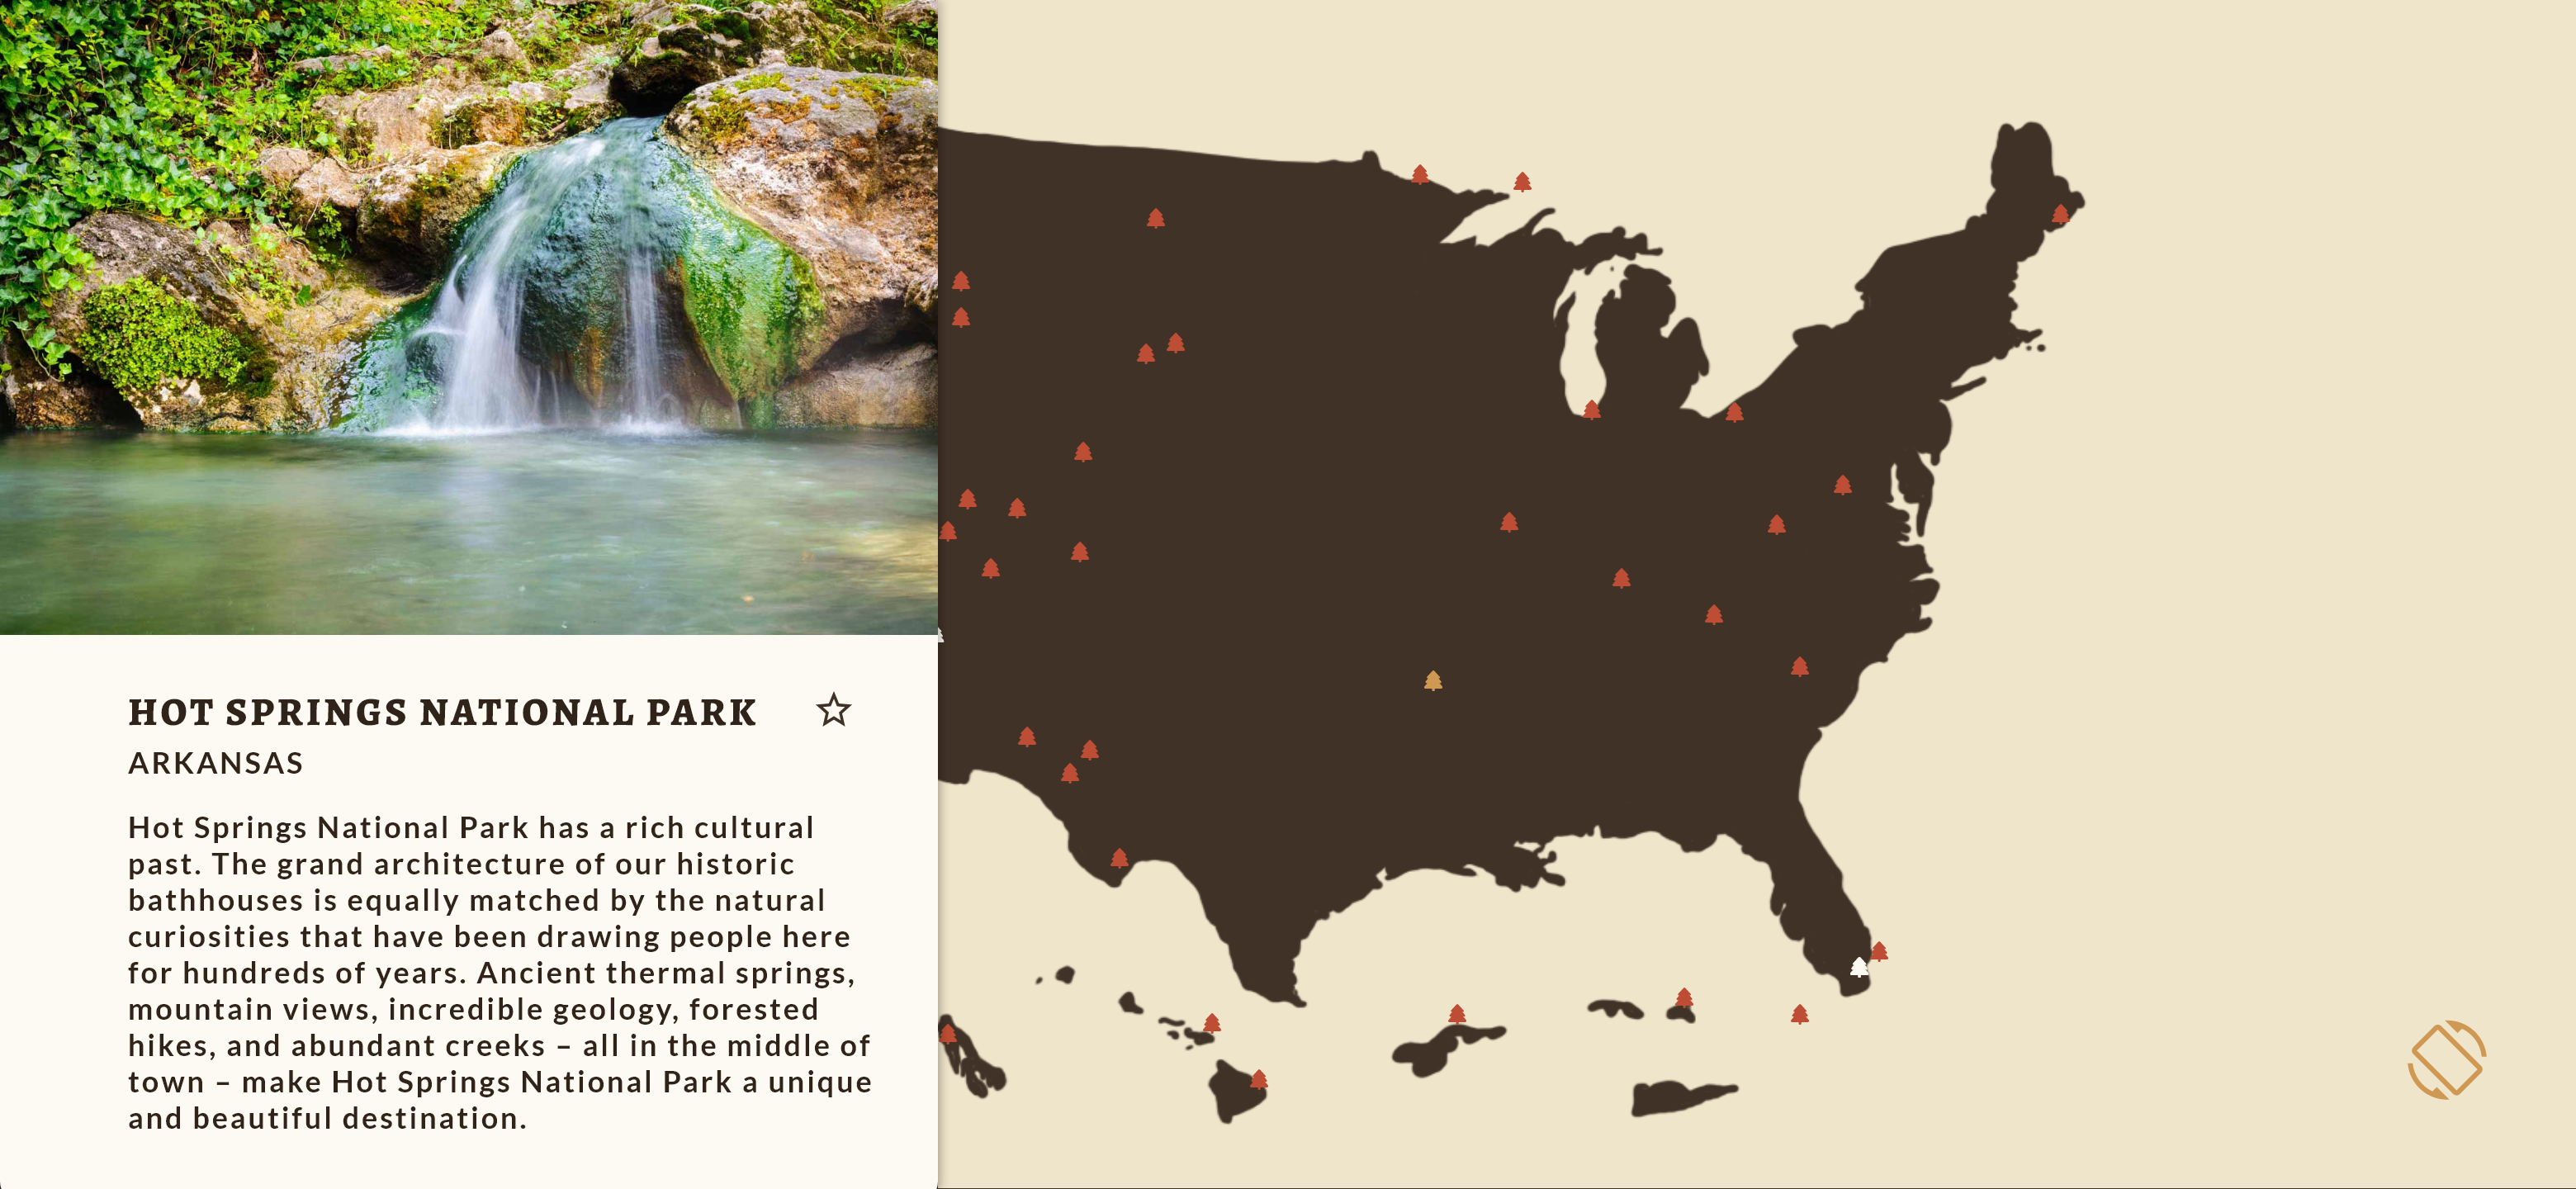 HOT SPRINGS NATIONAL PARK
ARKANSAS
Hot Springs National Park has a rich cultural
past. The grand architecture of our historic
bathhouses is equally matched by the natural
curiosities that have been drawing people here
for hundreds of years. Ancient thermal springs,
mountain views, incredible geology, forested
hikes, and abundant creeks – all in the middle of
town – make Hot Springs National Park a unique
and beautiful destination.